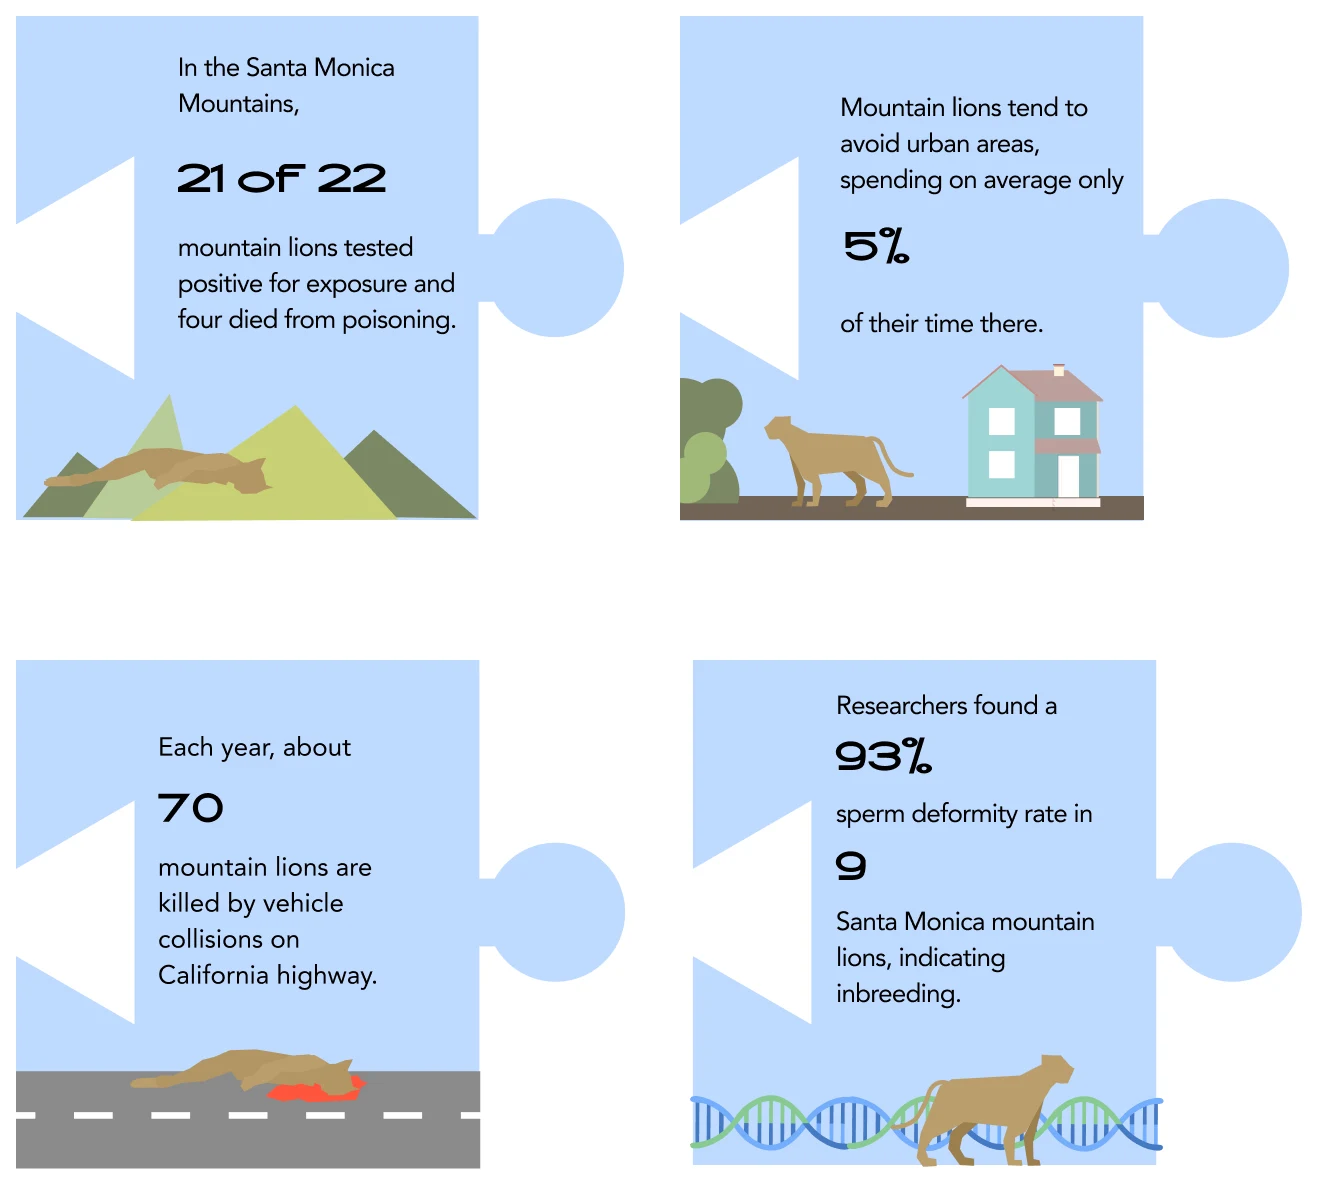 In the Santa Monica
Mountains,
21 of 22
mountain lions tested
positive for exposure and
four died from poisoning.
Mountain lions tend to
avoid urban areas,
spending on average only
5%
of their time there.
Each year, about
70
mountain lions are
killed by vehicle
collisions on
California highway.
Researchers found a
93%
sperm deformity rate in
9
Santa Monica mountain
lions, indicating
inbreeding.